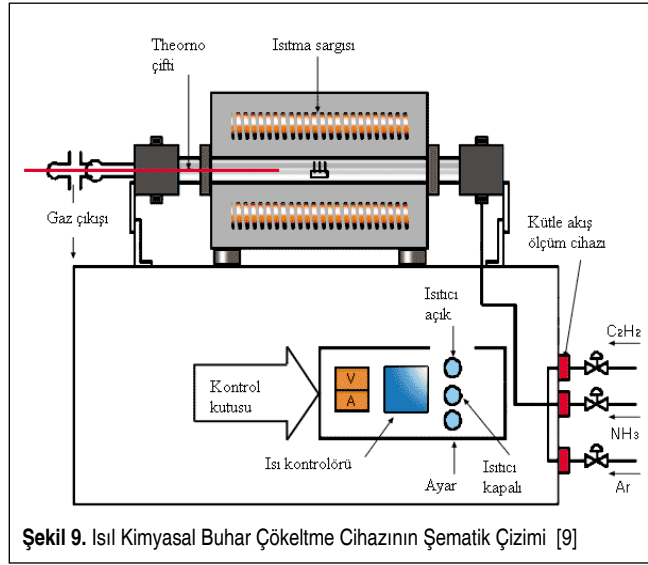 Theorno
çifti
Isıtma sargısı
Gaz çıkışı
Kütle akış
ölçüm cihazı
Isıtıcı
açık
C₂H₂
Kontrol
kutusu
V
A
NH₃
Isı kontrolörü
Ayar
Isıtıcı
kapalı
Ar
Şekil 9. Isıl Kimyasal Buhar Çökeltme Cihazının Şematik Çizimi [9]